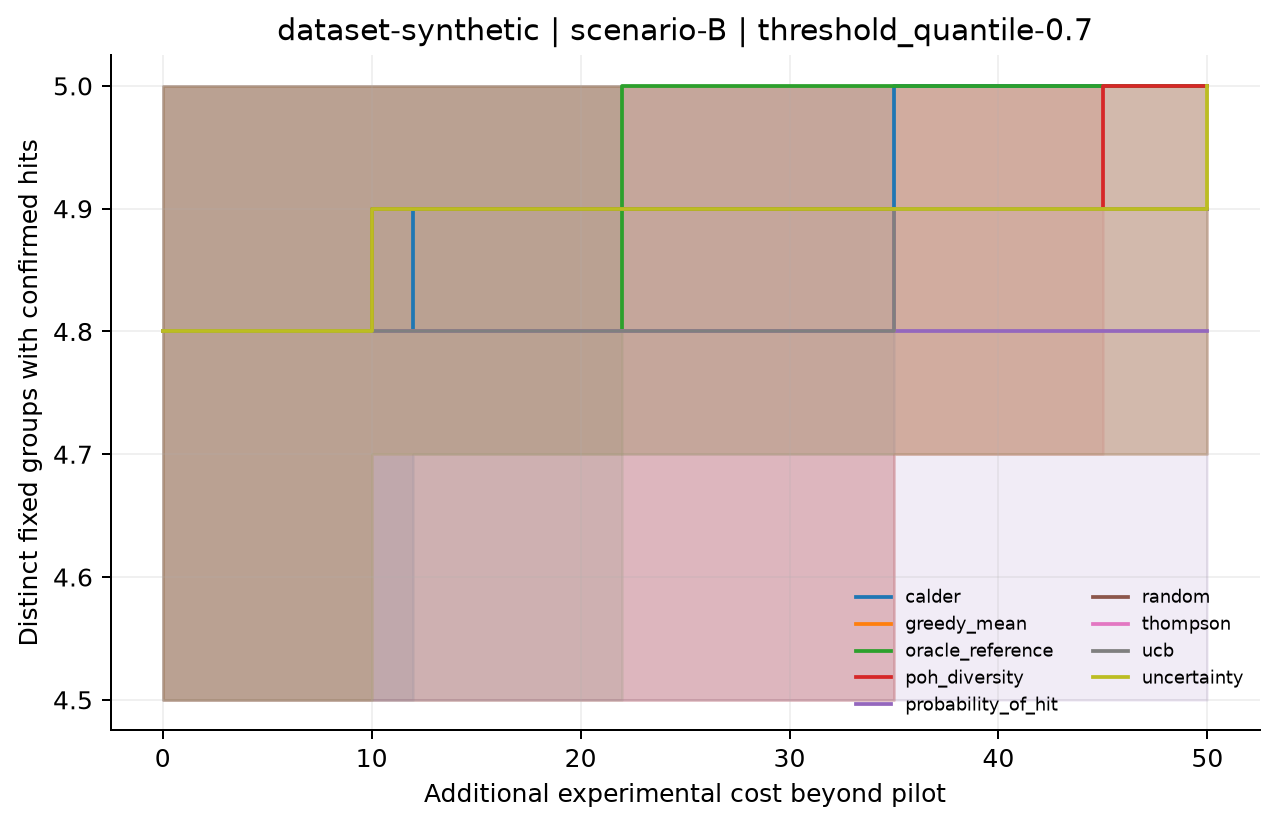 dataset-synthetic | scenario-B | threshold_quantile-0.7
Distinct fixed groups with confirmed hits
5.0
4.9
4.8
4.7
4.6
4.5
calder
greedy_mean
oracle_reference
poh_diversity
probability_of_hit
random
thompson
ucb
uncertainty
0 10 20 30 40 50
Additional experimental cost beyond pilot